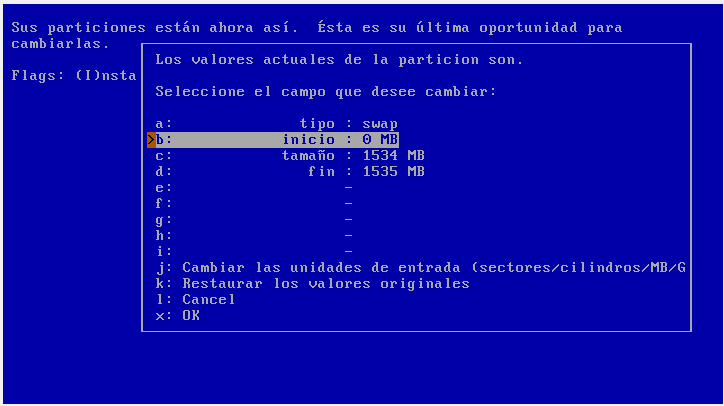 Sus particiones están ahora así.  Ésta es su última oportunidad para
cambiarlas.
Flags: (I)nsta
Los valores actuales de la particion son.
Seleccione el campo que desee cambiar:
a: tipo : swap
>b: inicio : 0 MB
c: tamaño : 1534 MB
d: fin : 1535 MB
e: -
f: -
g: -
h: -
i: -
j: Cambiar las unidades de entrada (sectores/cilindros/MB/G
k: Restaurar los valores originales
l: Cancel
x: OK